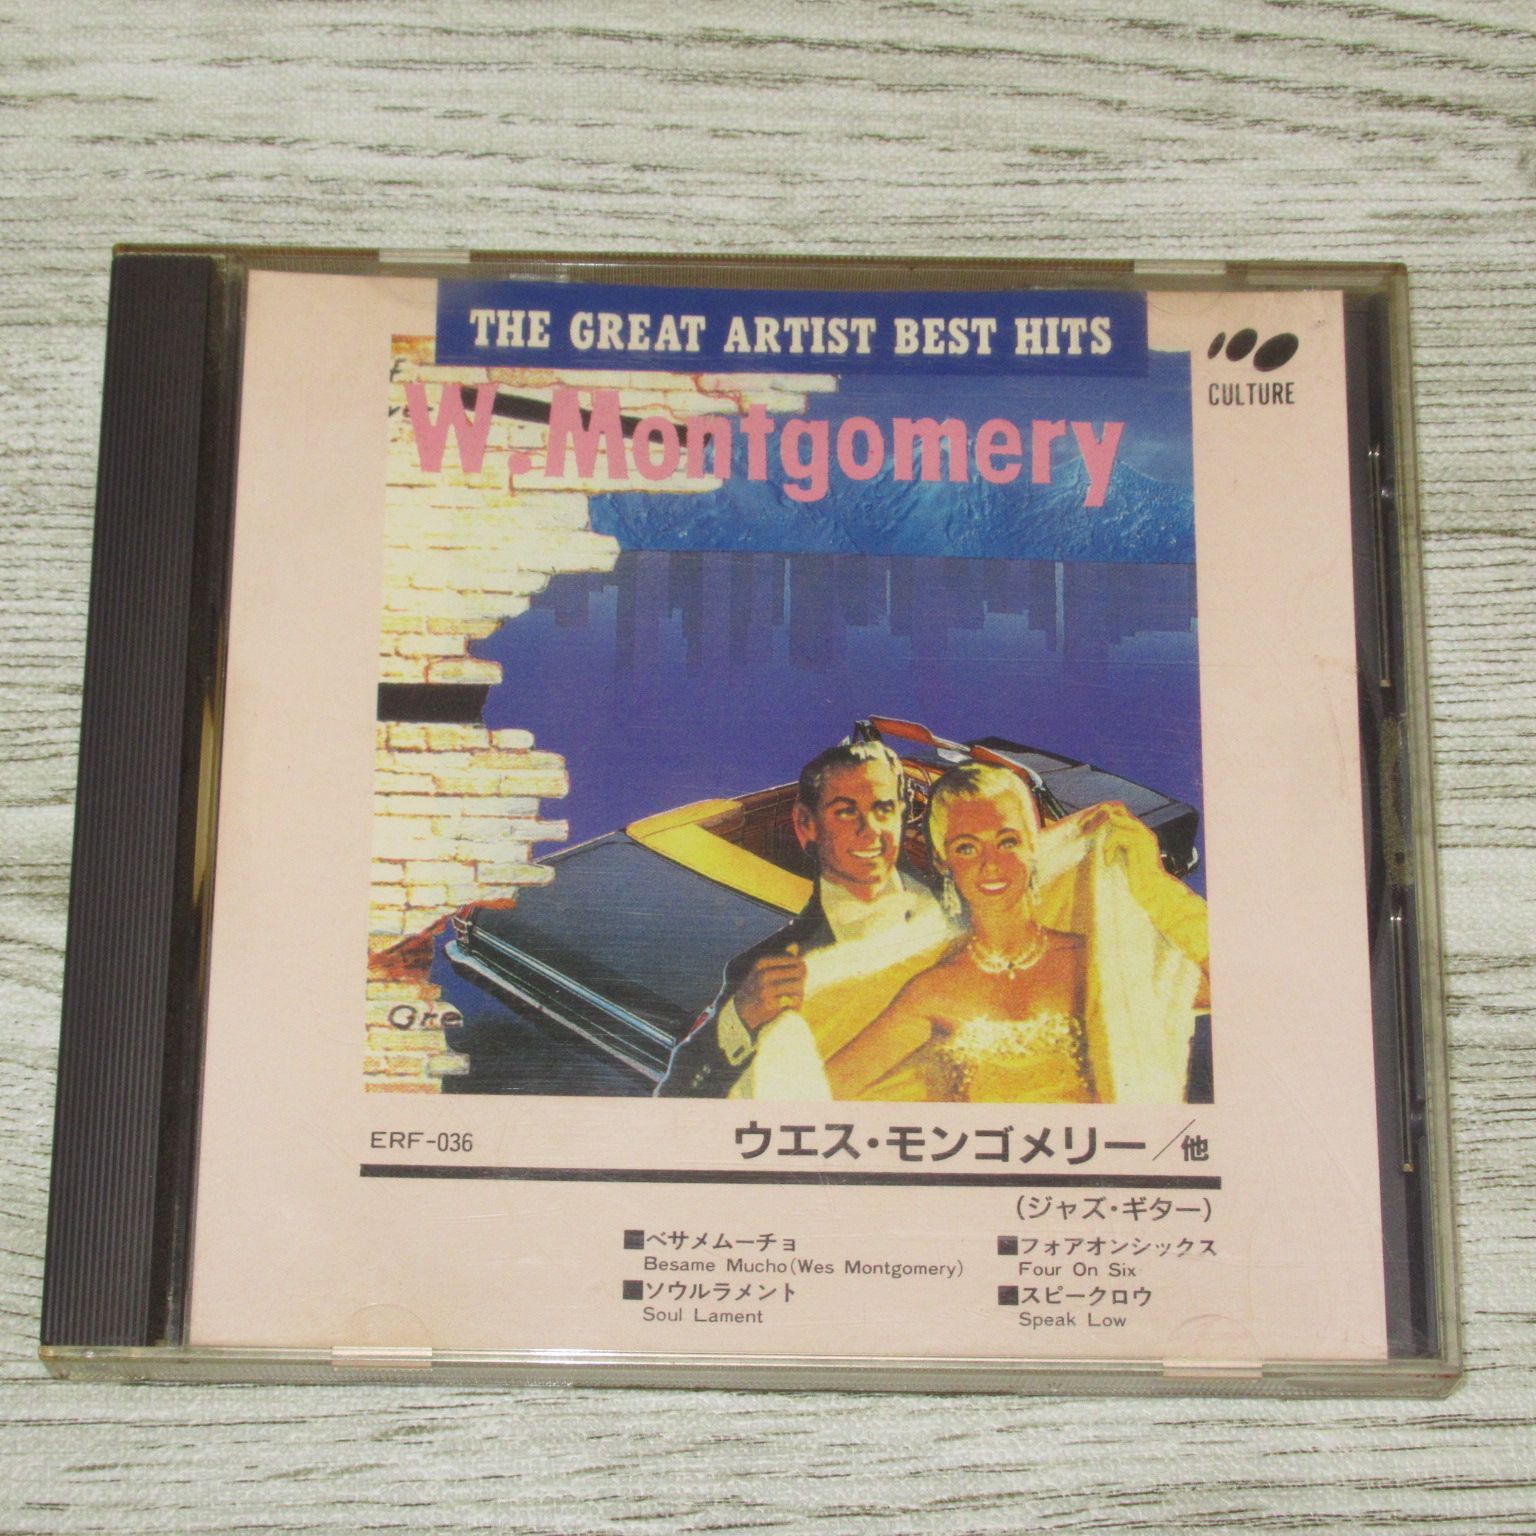 THE GREAT ARTIST BEST HITS
CULTURE
W.Montgomery
Gre
ERF-036
ウエス・モンゴメリー/他
(ジャズ・ギター)
■ベサメムーチョ
Besame Mucho(Wes Montgomery)
■ソウルラメント
Soul Lament
■フォアオンシックス
Four On Six
■スピークロウ
Speak Low